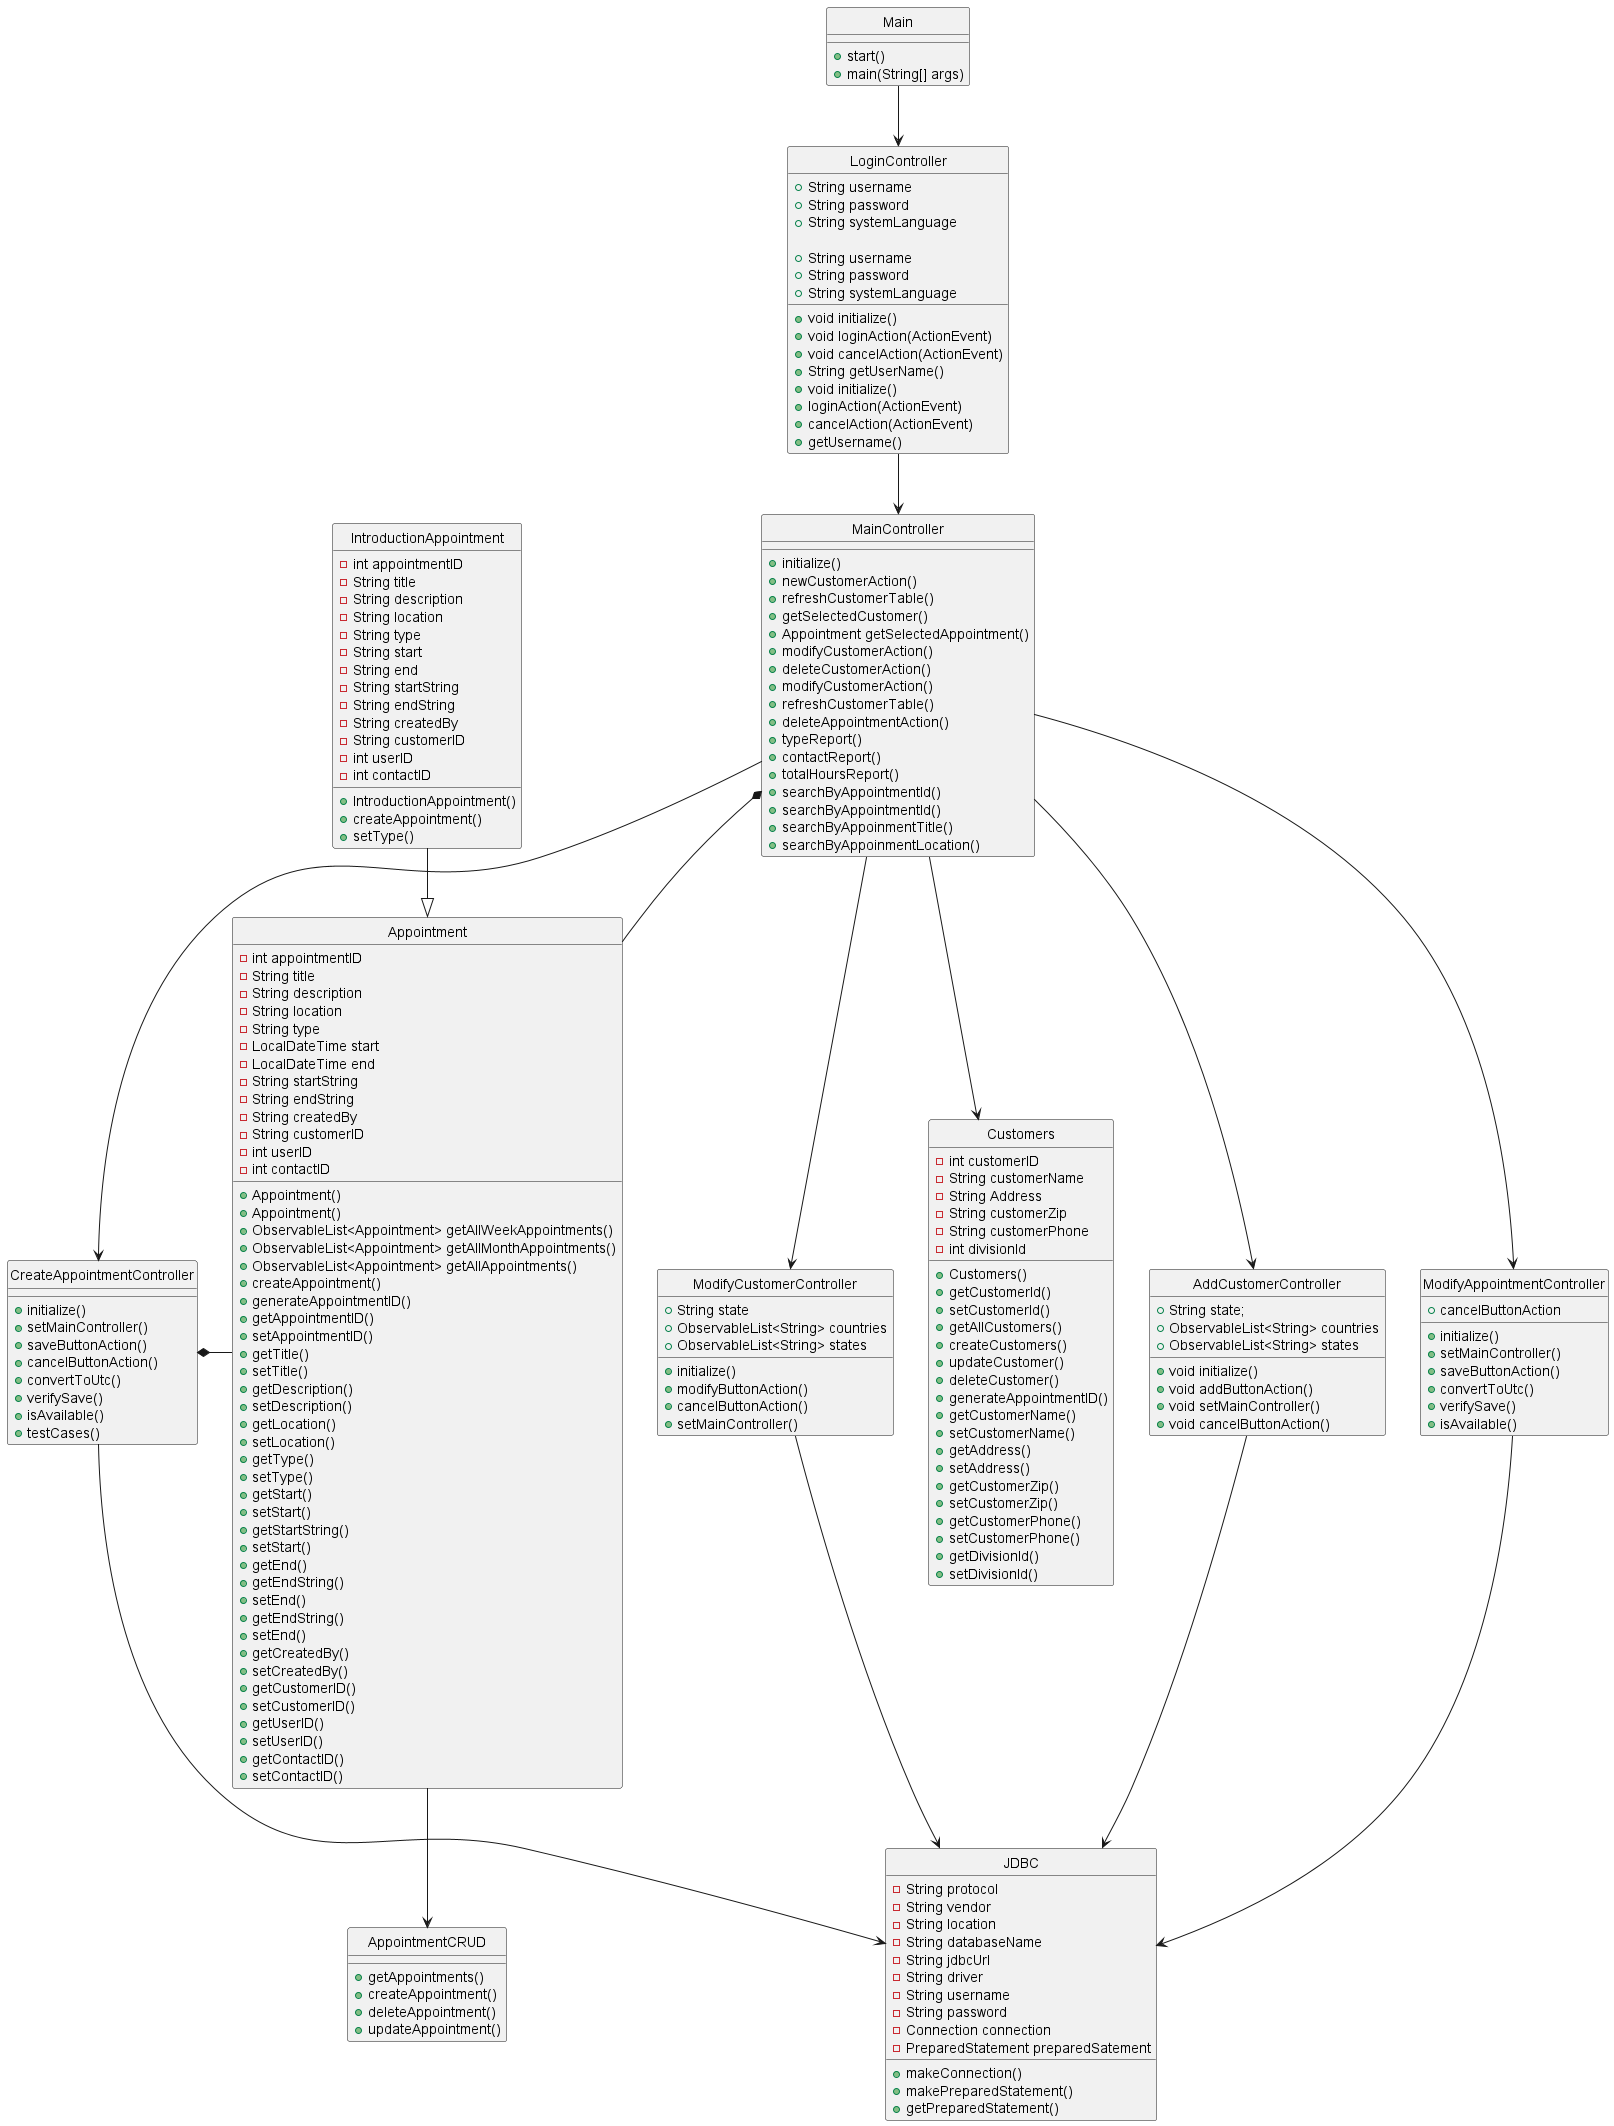 Main
start()
main(String[] args)
LoginController
String username
String password
String systemLanguage
String username
String password
String systemLanguage
void initialize()
void loginAction(ActionEvent)
void cancelAction(ActionEvent)
String getUserName()
void initialize()
loginAction(ActionEvent)
cancelAction(ActionEvent)
getUsername()
IntroductionAppointment
int appointmentID
String title
String description
String location
String type
String start
String end
String startString
String endString
String createdBy
String customerID
int userID
int contactID
IntroductionAppointment()
createAppointment()
setType()
MainController
initialize()
newCustomerAction()
refreshCustomerTable()
getSelectedCustomer()
Appointment getSelectedAppointment()
modifyCustomerAction()
deleteCustomerAction()
modifyCustomerAction()
refreshCustomerTable()
deleteAppointmentAction()
typeReport()
contactReport()
totalHoursReport()
searchByAppointmentId()
searchByAppointmentId()
searchByAppoinmentTitle()
searchByAppoinmentLocation()
Appointment
int appointmentID
String title
String description
String location
String type
LocalDateTime start
LocalDateTime end
String startString
String endString
String createdBy
String customerID
int userID
int contactID
Appointment()
Appointment()
ObservableList<Appointment> getAllWeekAppointments()
ObservableList<Appointment> getAllMonthAppointments()
ObservableList<Appointment> getAllAppointments()
createAppointment()
generateAppointmentID()
getAppointmentID()
setAppointmentID()
getTitle()
setTitle()
getDescription()
setDescription()
getLocation()
setLocation()
getType()
setType()
getStart()
setStart()
getStartString()
setStart()
getEnd()
getEndString()
setEnd()
getEndString()
setEnd()
getCreatedBy()
setCreatedBy()
getCustomerID()
setCustomerID()
getUserID()
setUserID()
getContactID()
setContactID()
CreateAppointmentController
initialize()
setMainController()
saveButtonAction()
cancelButtonAction()
convertToUtc()
verifySave()
isAvailable()
testCases()
ModifyCustomerController
String state
ObservableList<String> countries
ObservableList<String> states
initialize()
modifyButtonAction()
cancelButtonAction()
setMainController()
Customers
int customerID
String customerName
String Address
String customerZip
String customerPhone
int divisionId
Customers()
getCustomerId()
setCustomerId()
getAllCustomers()
createCustomers()
updateCustomer()
deleteCustomer()
generateAppointmentID()
getCustomerName()
setCustomerName()
getAddress()
setAddress()
getCustomerZip()
setCustomerZip()
getCustomerPhone()
setCustomerPhone()
getDivisionId()
setDivisionId()
AddCustomerController
String state;
ObservableList<String> countries
ObservableList<String> states
void initialize()
void addButtonAction()
void setMainController()
void cancelButtonAction()
ModifyAppointmentController
cancelButtonAction
initialize()
setMainController()
saveButtonAction()
convertToUtc()
verifySave()
isAvailable()
AppointmentCRUD
getAppointments()
createAppointment()
deleteAppointment()
updateAppointment()
JDBC
String protocol
String vendor
String location
String databaseName
String jdbcUrl
String driver
String username
String password
Connection connection
PreparedStatement preparedSatement
makeConnection()
makePreparedStatement()
getPreparedStatement()